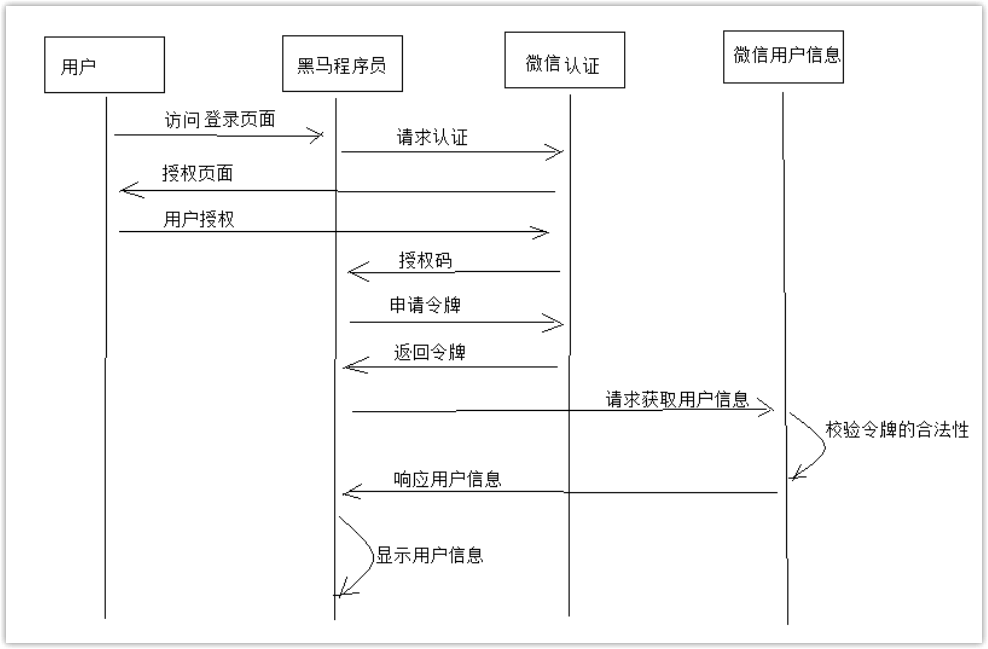 用户
黑马程序员
微信认证
微信用户信息
访问登录页面
请求认证
授权页面
用户授权
授权码
申请令牌
返回令牌
请求获取用户信息
校验令牌的合法性
响应用户信息
显示用户信息